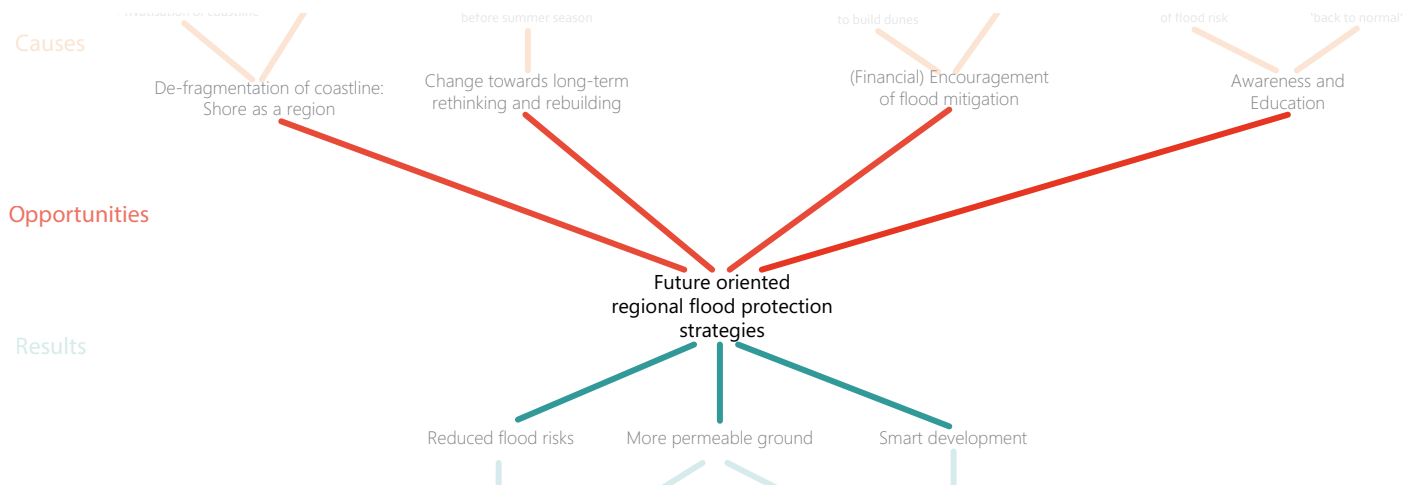 of coastline
before summer season
to build dunes
of flood risk
'back to normal'
Causes
De-fragmentation of coastline:
Shore as a region
Change towards long-term
rethinking and rebuilding
(Financial) Encouragement
of flood mitigation
Awareness and
Education
Opportunities
Future oriented
regional flood protection
strategies
Results
Reduced flood risks
More permeable ground
Smart development